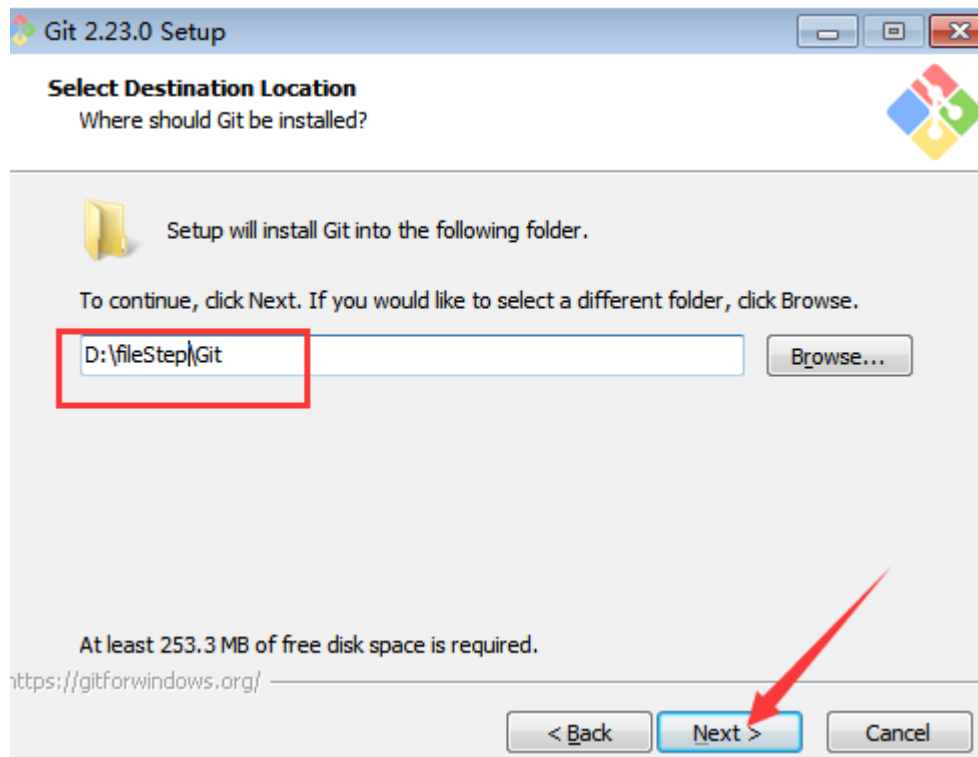 Git 2.23.0 Setup
Select Destination Location
Where should Git be installed?
Setup will install Git into the following folder.
To continue, click Next. If you would like to select a different folder, click Browse.
D:\fileStep\Git
Browse...
At least 253.3 MB of free disk space is required.
https://gitforwindows.org/
< Back
Next >
Cancel